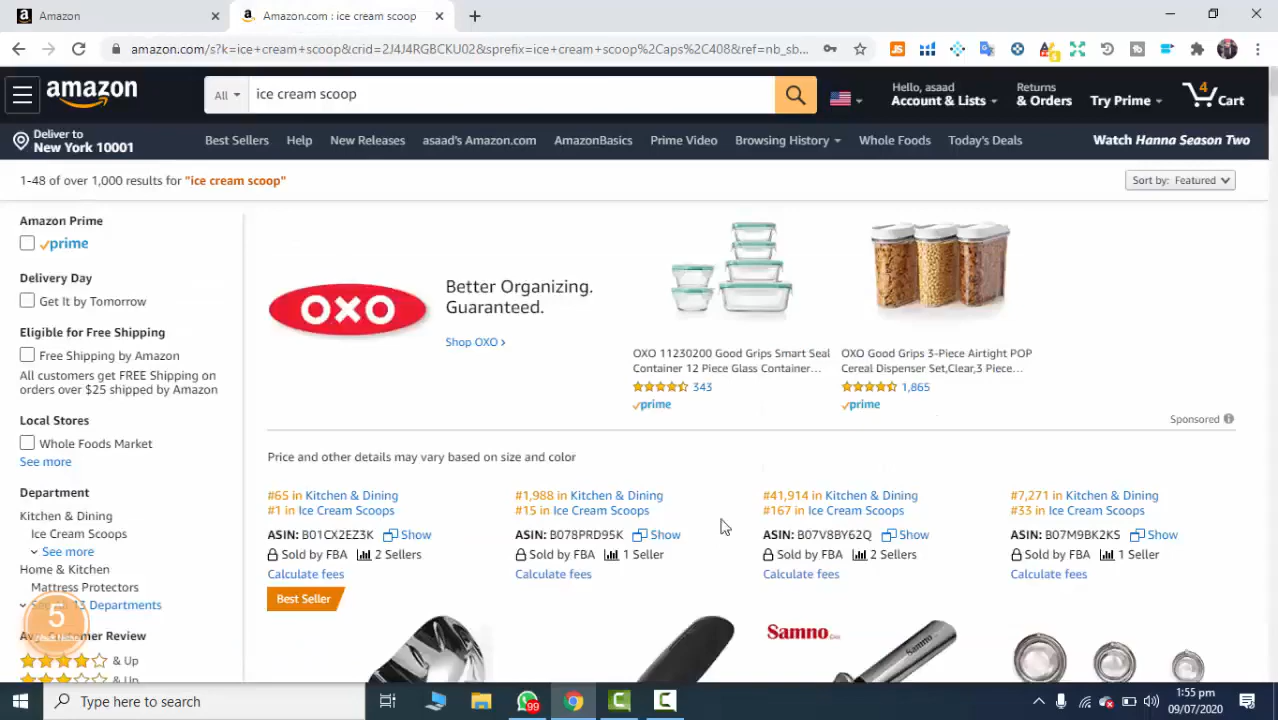 Amazon
Amazon.com : ice cream scoop
amazon.com/s?k=ice+cream+scoop&crid=2J4J4RGBCKU02&sprefix=ice+cream+scoop%2Caps%2C408&ref=nb_sb...
amazon
All
ice cream scoop
Hello, asaad
Account & Lists
Returns
& Orders
Try Prime
4
Cart
Deliver to
New York 10001
Best Sellers
Help
New Releases
asaad's Amazon.com
AmazonBasics
Prime Video
Browsing History
Whole Foods
Today's Deals
Watch Hanna Season Two
1-48 of over 1,000 results for "ice cream scoop"
Sort by: Featured
Amazon Prime
prime
Delivery Day
Get It by Tomorrow
Eligible for Free Shipping
Free Shipping by Amazon
All customers get FREE Shipping on
orders over $25 shipped by Amazon
Local Stores
Whole Foods Market
See more
Department
Kitchen & Dining
Ice Cream Scoops
See more
Home & Kitchen
Mattress Protectors
13 Departments
5
Customer Review
& Up
& Up
OXO
Better Organizing.
Guaranteed.
Shop OXO ›
OXO 11230200 Good Grips Smart Seal
Container 12 Piece Glass Container...
343
prime
OXO Good Grips 3-Piece Airtight POP
Cereal Dispenser Set,Clear,3 Piece...
1,865
prime
Sponsored
Price and other details may vary based on size and color
#65 in Kitchen & Dining
#1 in Ice Cream Scoops
ASIN: B01CX2EZ3K Show
Sold by FBA 2 Sellers
Calculate fees
Best Seller
#1,988 in Kitchen & Dining
#15 in Ice Cream Scoops
ASIN: B078PRD95K Show
Sold by FBA 1 Seller
Calculate fees
#41,914 in Kitchen & Dining
#167 in Ice Cream Scoops
ASIN: B07V8BY62Q Show
Sold by FBA 2 Sellers
Calculate fees
Samno
Samno
#7,271 in Kitchen & Dining
#33 in Ice Cream Scoops
ASIN: B07M9BK2K5 Show
Sold by FBA 1 Seller
Calculate fees
Type here to search
99
1:55 pm
09/07/2020